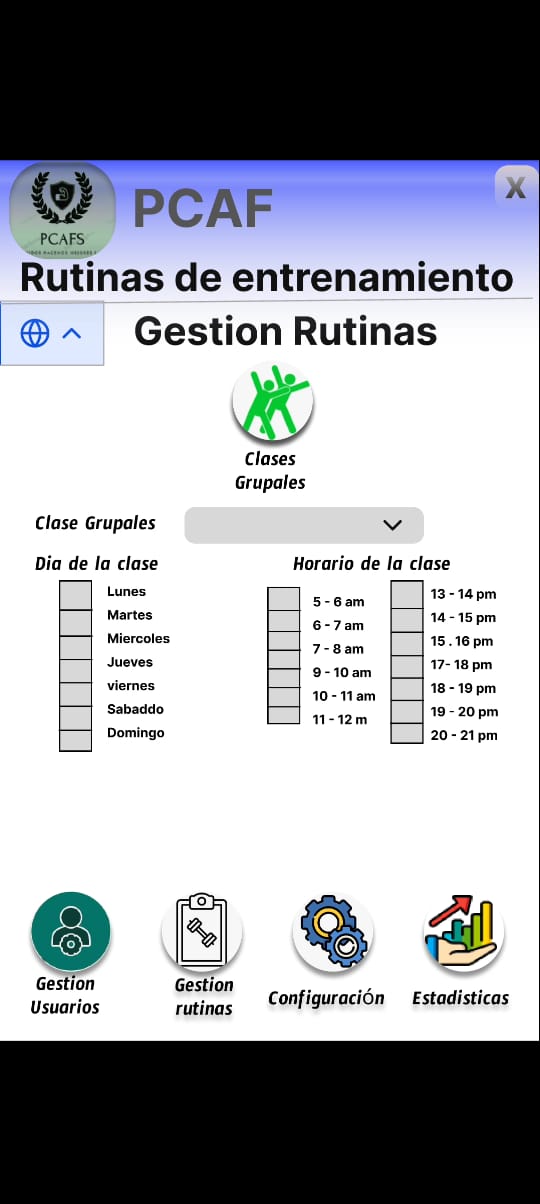 X
PCAF
PCAFS
Rutinas de entrenamiento
Gestion Rutinas
Clases
Grupales
Clase Grupales
Dia de la clase
Lunes
Martes
Miercoles
Jueves
viernes
Sabaddo
Domingo
Horario de la clase
5 - 6 am
6 - 7 am
7 - 8 am
9 - 10 am
10 - 11 am
11 - 12 m
13 - 14 pm
14 - 15 pm
15 . 16 pm
17- 18 pm
18 - 19 pm
19 - 20 pm
20 - 21 pm
Gestion
Usuarios
Gestion
rutinas
Configuración
Estadisticas